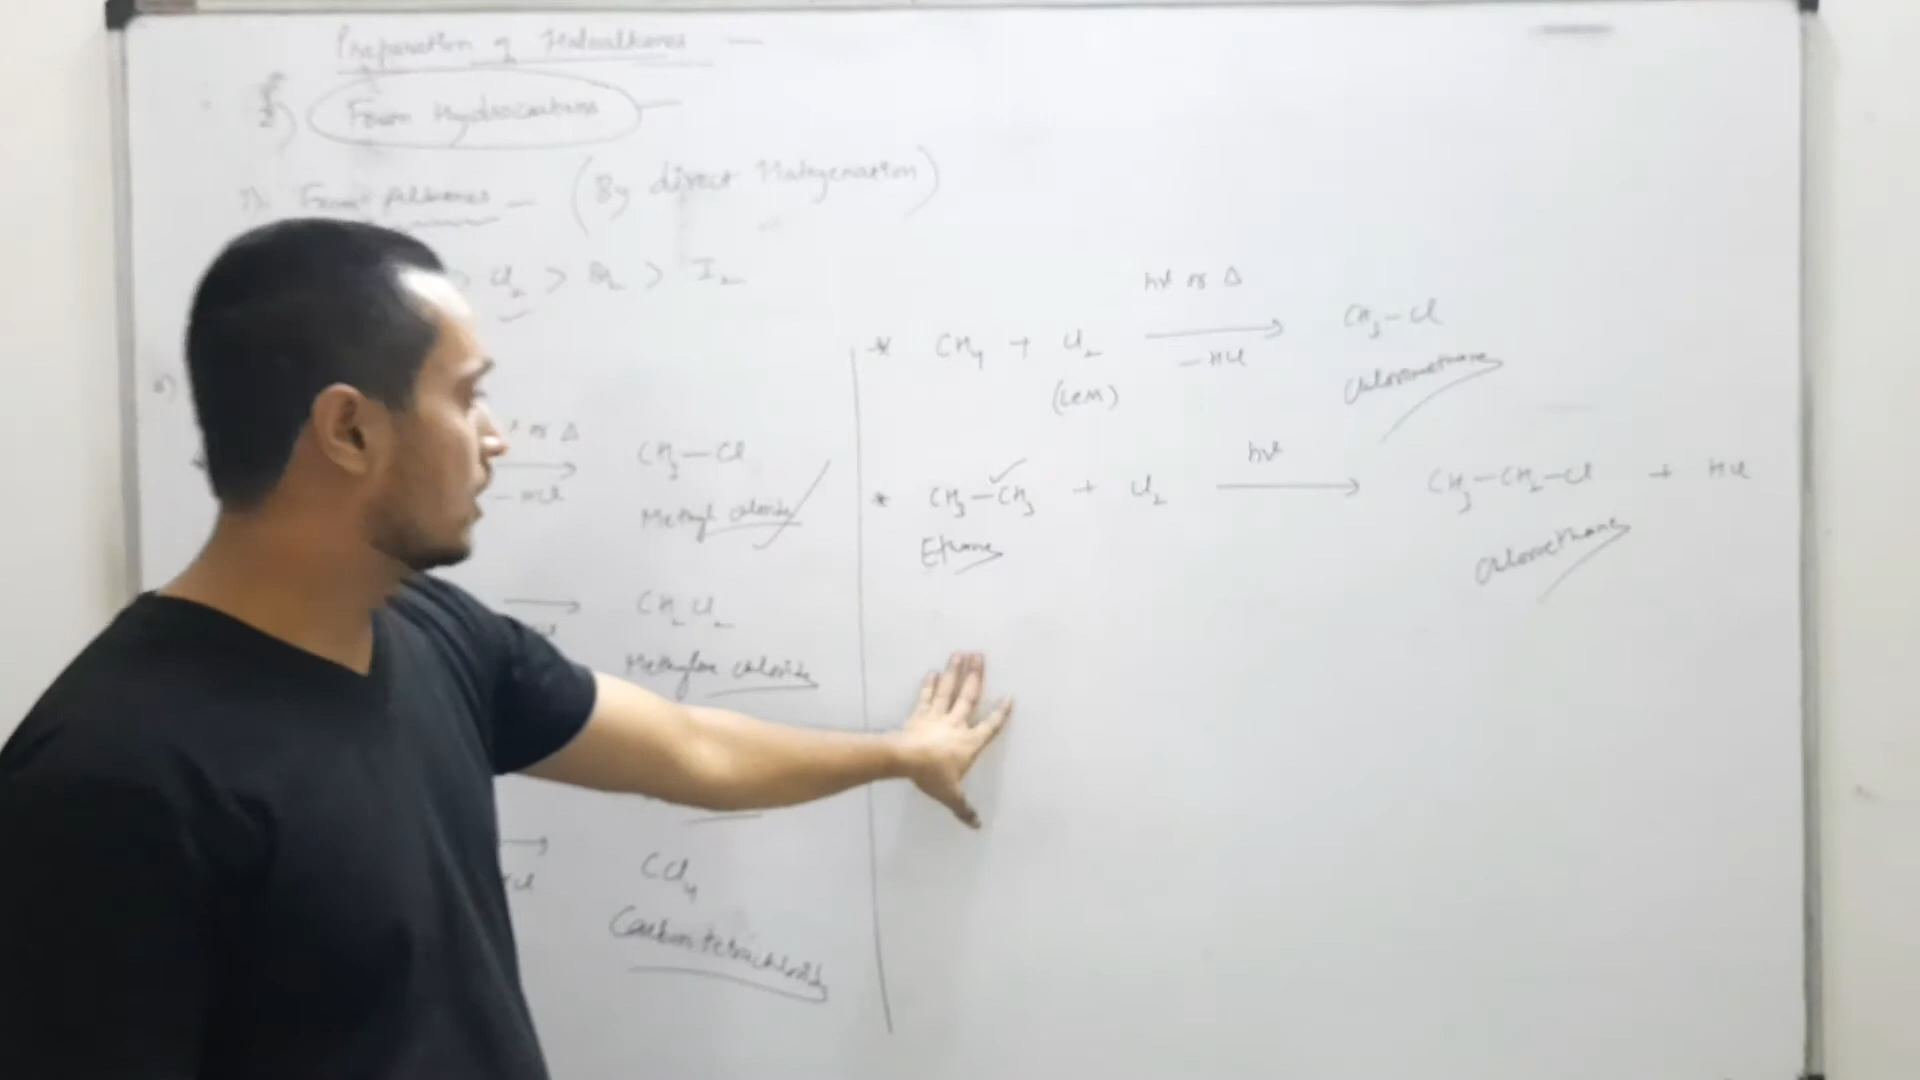 Preparation of Haloalkanes —
I) From Hydrocarbons —
1) From Alkanes — (By direct Halogenation)
> Cl₂ > Br₂ > I₂
or Δ
CH₃—Cl
—HCl
Methyl chloride
CH₂Cl₂
Methylene chloride
CCl₄
Carbon tetrachloride
hν or Δ
* CH₄ + Cl₂ → CH₃—Cl
—HCl
(less)
Chloromethane
hν
* CH₃—CH₃ + Cl₂ → CH₃—CH₂—Cl + HCl
Ethane
Chloroethane